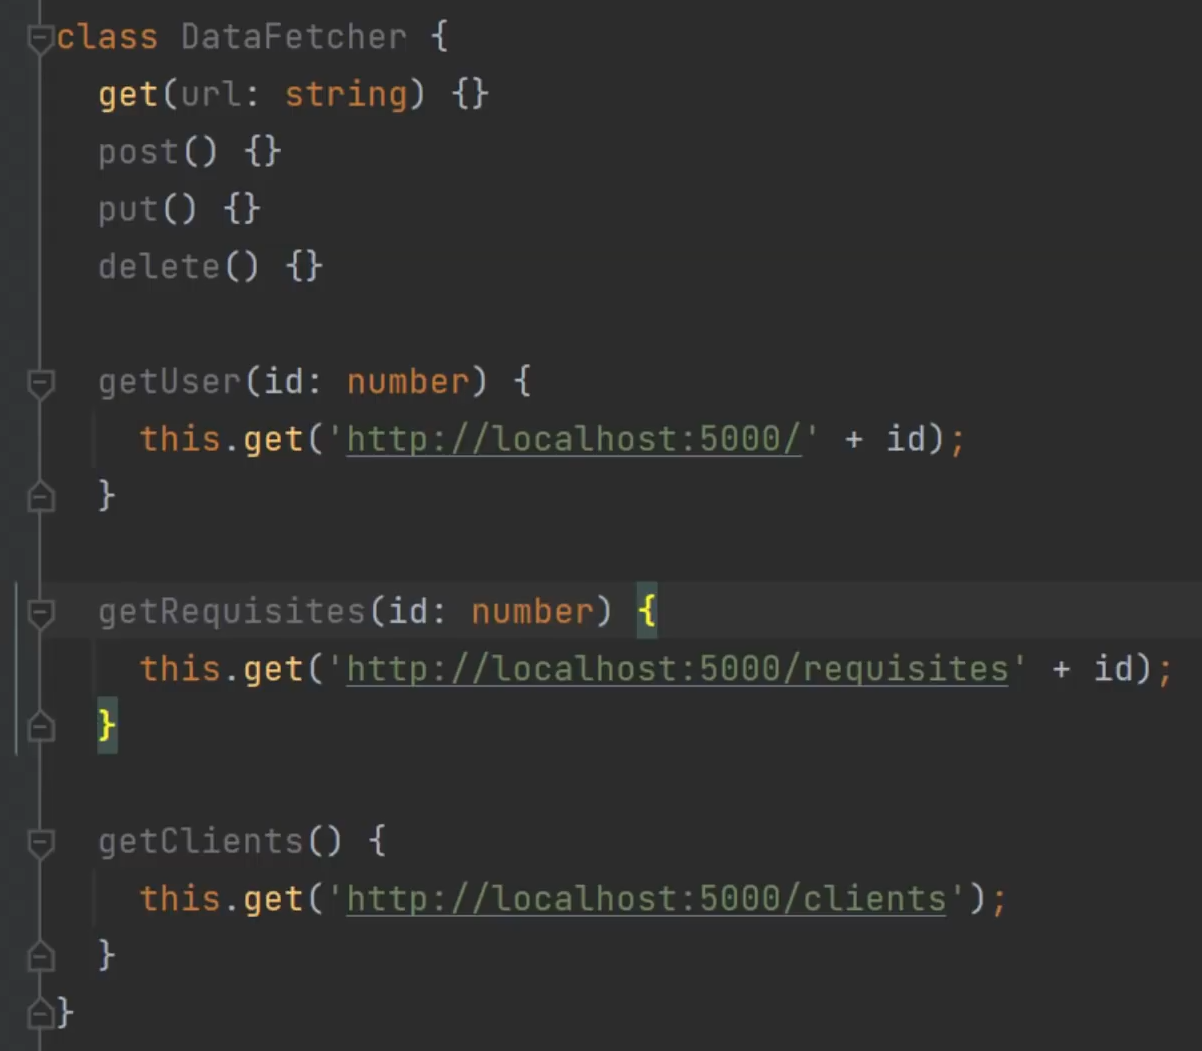 class DataFetcher {
get(url: string) {}
post() {}
put() {}
delete() {}
getUser(id: number) {
this.get('http://localhost:5000/' + id);
}
getRequisites(id: number) {
this.get('http://localhost:5000/requisites' + id);
}
getClients() {
this.get('http://localhost:5000/clients');
}
}